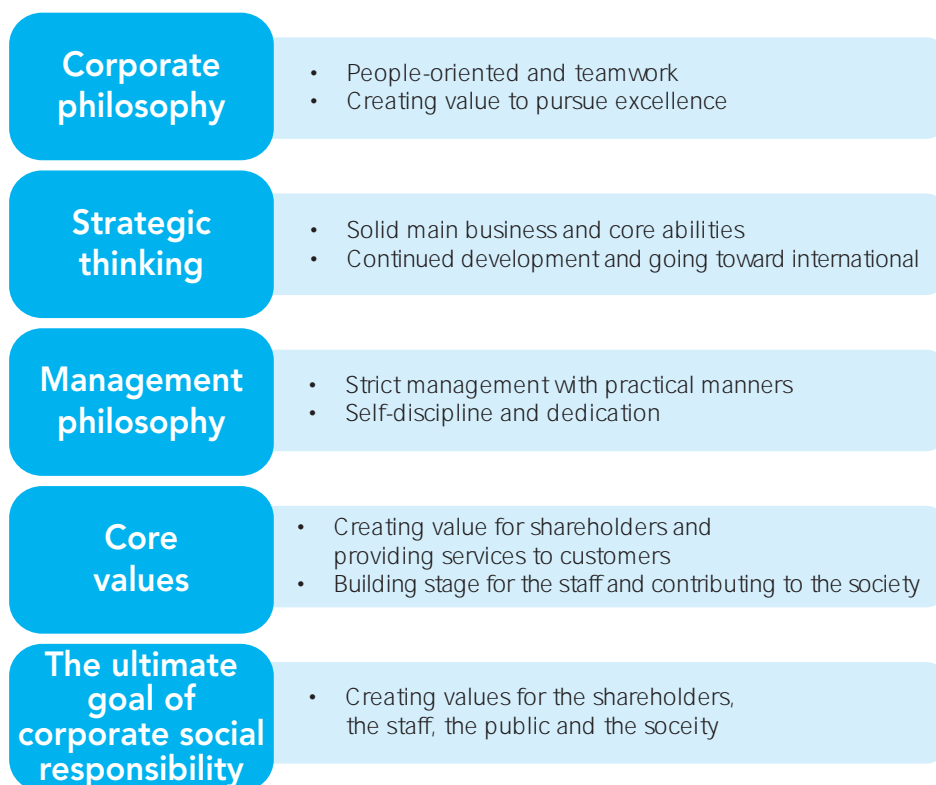 Corporate
philosophy
• People-oriented and teamwork
• Creating value to pursue excellence
Strategic
thinking
• Solid main business and core abilities
• Continued development and going toward international
Management
philosophy
• Strict management with practical manners
• Self-discipline and dedication
Core
values
• Creating value for shareholders and
providing services to customers
• Building stage for the staff and contributing to the society
The ultimate
goal of
corporate social
responsibility
• Creating values for the shareholders,
the staff, the public and the soceity